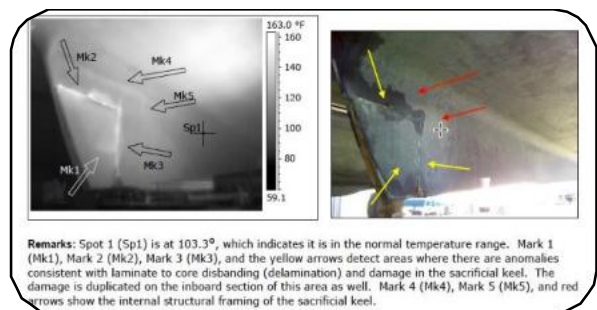 163.0 °F
160
Mk2
Mk4
140
Mk5
120
Sp1
100
Mk3
80
Mk1
59.1
Remarks: Spot 1 (Sp1) is at 103.3⁰, which indicates it is in the normal temperature range. Mark 1
(Mk1), Mark 2 (Mk2), Mark 3 (Mk3), and the yellow arrows detect areas where there are anomalies
consistent with laminate to core disbanding (delamination) and damage in the sacrificial keel. The
damage is duplicated on the inboard section of this area as well. Mark 4 (Mk4), Mark 5 (Mk5), and red
arrows show the internal structural framing of the sacrificial keel.